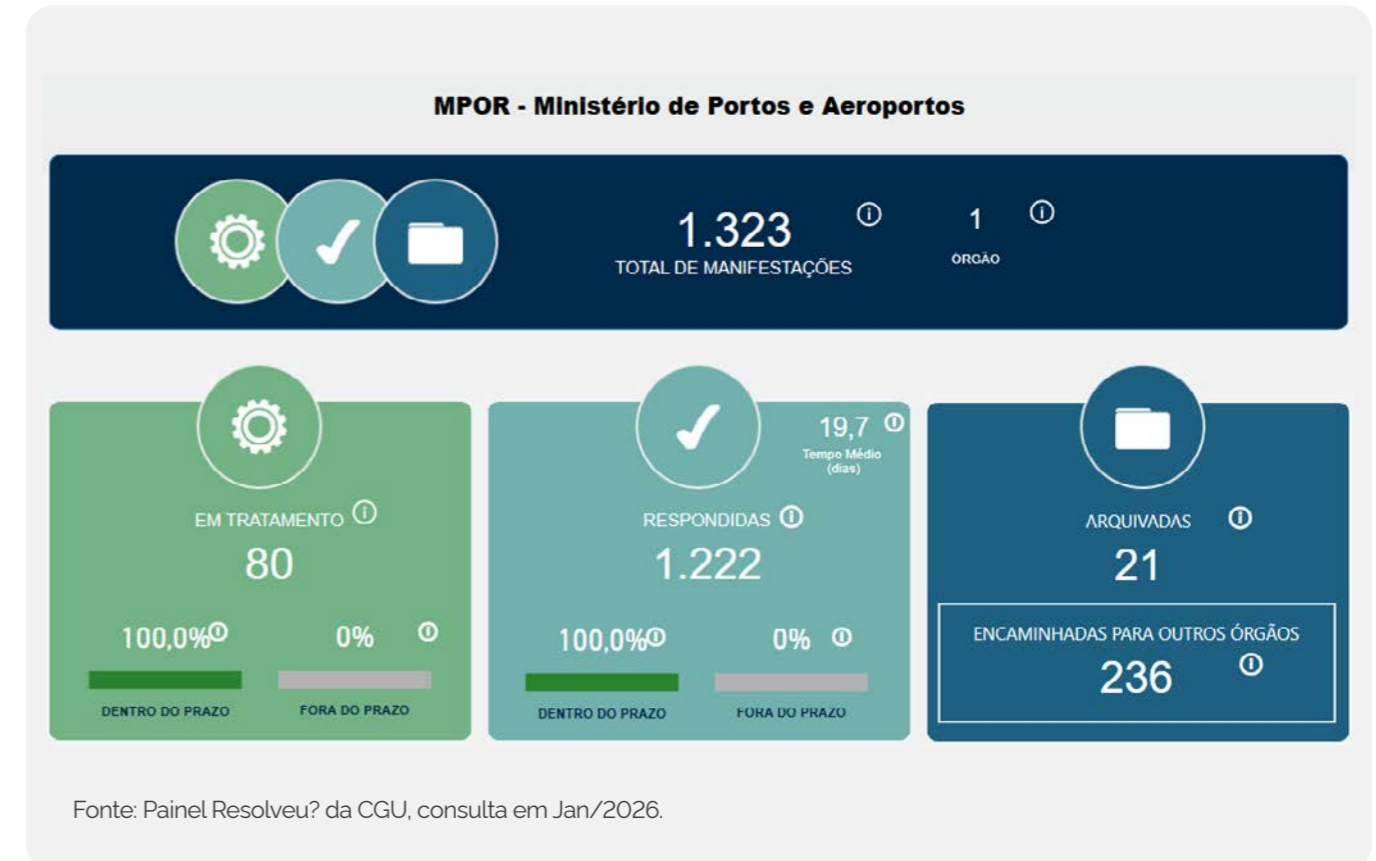 MPOR - Ministério de Portos e Aeroportos
1.323
TOTAL DE MANIFESTAÇÕES
1
ÓRGÃO
EM TRATAMENTO
80
100,0%
DENTRO DO PRAZO
0%
FORA DO PRAZO
19,7
Tempo Médio
(dias)
RESPONDIDAS
1.222
100,0%
DENTRO DO PRAZO
0%
FORA DO PRAZO
ARQUIVADAS
21
ENCAMINHADAS PARA OUTROS ÓRGÃOS
236
Fonte: Painel Resolveu? da CGU, consulta em Jan/2026.